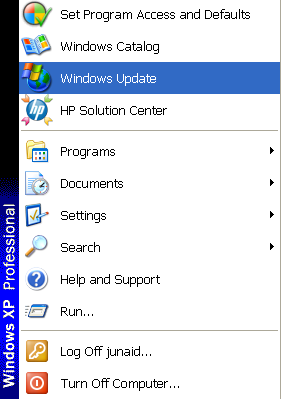 Set Program Access and Defaults
Windows Catalog
Windows Update
hp
HP Solution Center
Programs
Documents
Settings
Search
Help and Support
Run...
Log Off junaid...
Turn Off Computer...
Windows XP Professional